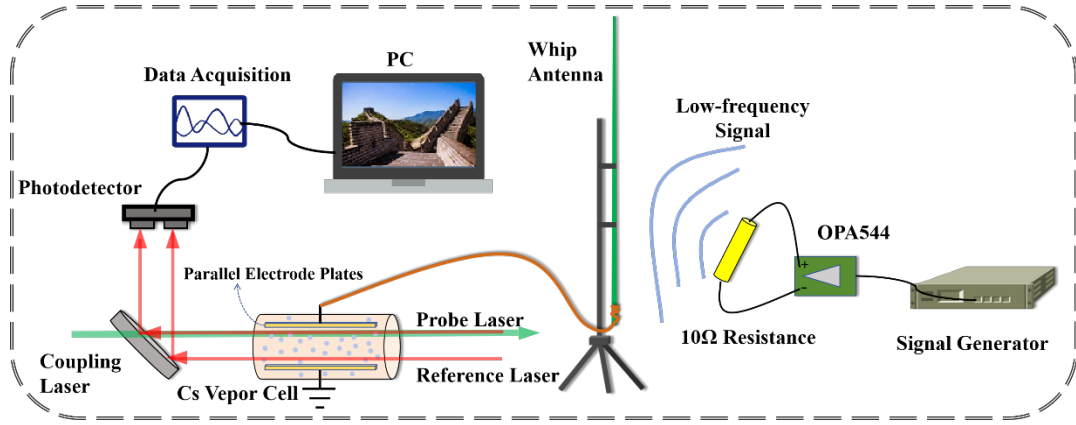 PC
Data Acquisition
Photodetector
Parallel Electrode Plates
Probe Laser
Coupling
Laser
Reference Laser
Cs Vepor Cell
Whip
Antenna
Low-frequency
Signal
OPA544
+
-
10Ω Resistance
Signal Generator